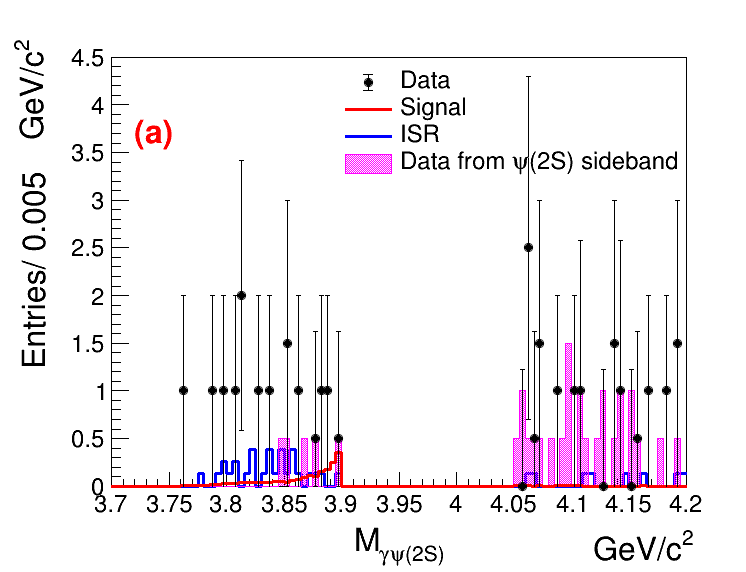 Entries/ 0.005 GeV/c²
4.5
4
3.5
3
2.5
2
1.5
1
0.5
0
(a)
Data
Signal
ISR
Data from ψ(2S) sideband
3.7 3.75 3.8 3.85 3.9 3.95 4 4.05 4.1 4.15 4.2
M_γψ(2S) GeV/c²